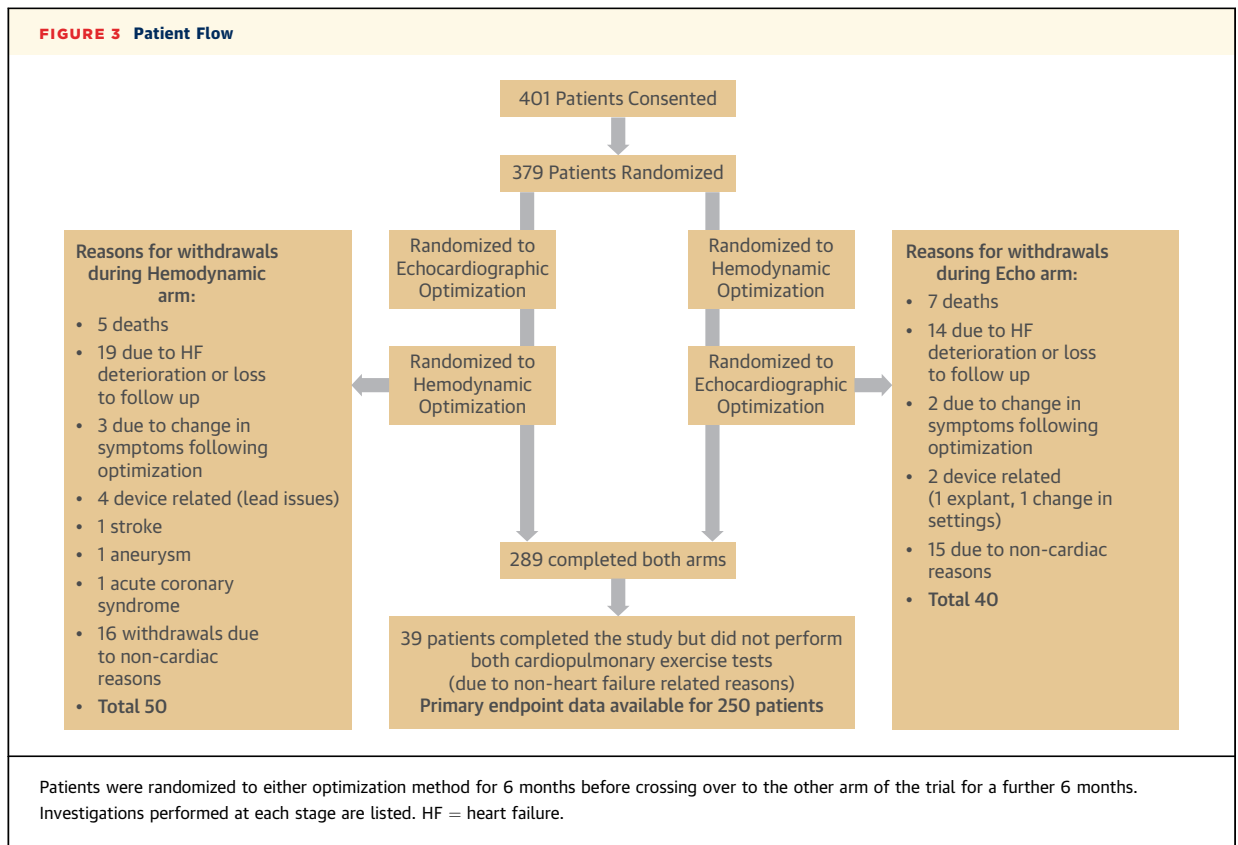 FIGURE 3 Patient Flow
401 Patients Consented
379 Patients Randomized
Reasons for withdrawals
during Hemodynamic
arm:
• 5 deaths
• 19 due to HF
deterioration or loss
to follow up
• 3 due to change in
symptoms following
optimization
• 4 device related (lead issues)
• 1 stroke
• 1 aneurysm
• 1 acute coronary
syndrome
• 16 withdrawals due
to non-cardiac
reasons
• Total 50
Randomized to
Echocardiographic
Optimization
Randomized to
Hemodynamic
Optimization
Randomized to
Hemodynamic
Optimization
Randomized to
Echocardiographic
Optimization
Reasons for withdrawals
during Echo arm:
• 7 deaths
• 14 due to HF
deterioration or loss
to follow up
• 2 due to change in
symptoms following
optimization
• 2 device related
(1 explant, 1 change in
settings)
• 15 due to non-cardiac
reasons
• Total 40
289 completed both arms
39 patients completed the study but did not perform
both cardiopulmonary exercise tests
(due to non-heart failure related reasons)
Primary endpoint data available for 250 patients
Patients were randomized to either optimization method for 6 months before crossing over to the other arm of the trial for a further 6 months.
Investigations performed at each stage are listed. HF = heart failure.